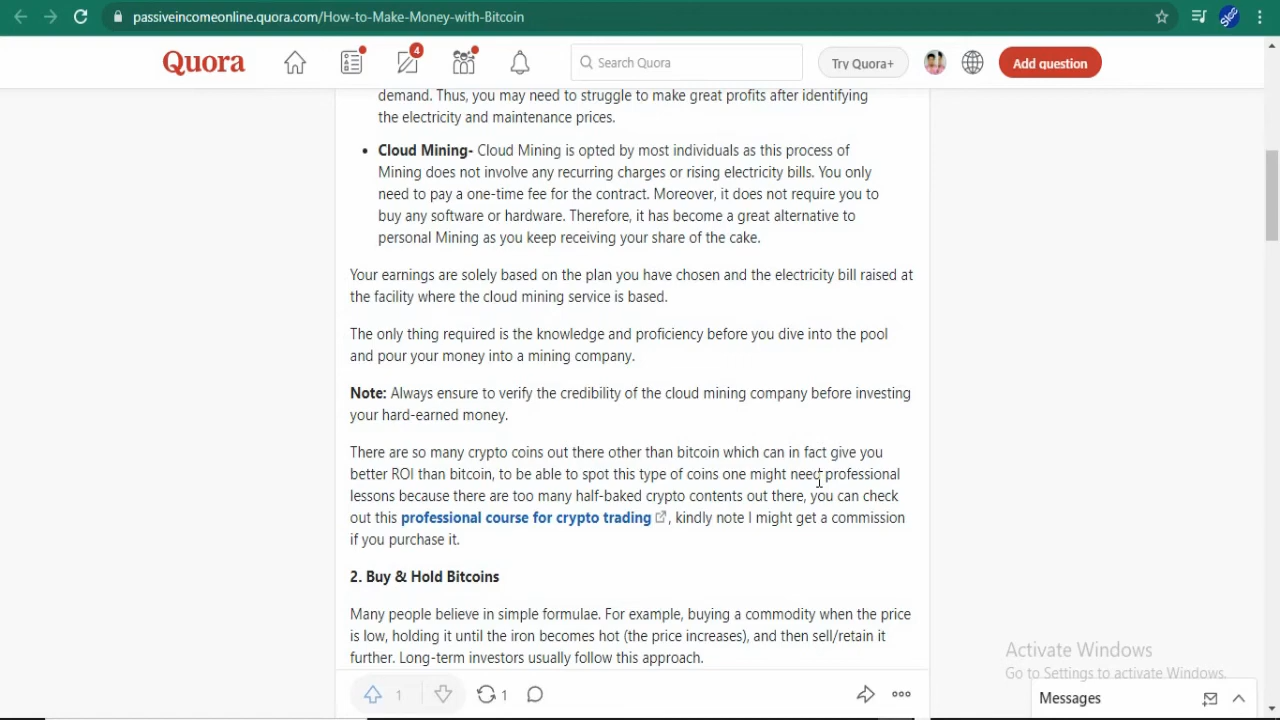 passiveincomeonline.quora.com/How-to-Make-Money-with-Bitcoin
Quora
4
Search Quora
Try Quora+
Add question
demand. Thus, you may need to struggle to make great profits after identifying
the electricity and maintenance prices.
• Cloud Mining- Cloud Mining is opted by most individuals as this process of
Mining does not involve any recurring charges or rising electricity bills. You only
need to pay a one-time fee for the contract. Moreover, it does not require you to
buy any software or hardware. Therefore, it has become a great alternative to
personal Mining as you keep receiving your share of the cake.
Your earnings are solely based on the plan you have chosen and the electricity bill raised at
the facility where the cloud mining service is based.
The only thing required is the knowledge and proficiency before you dive into the pool
and pour your money into a mining company.
Note: Always ensure to verify the credibility of the cloud mining company before investing
your hard-earned money.
There are so many crypto coins out there other than bitcoin which can in fact give you
better ROI than bitcoin, to be able to spot this type of coins one might need professional
lessons because there are too many half-baked crypto contents out there, you can check
out this professional course for crypto trading, kindly note I might get a commission
if you purchase it.
2. Buy & Hold Bitcoins
Many people believe in simple formulae. For example, buying a commodity when the price
is low, holding it until the iron becomes hot (the price increases), and then sell/retain it
further. Long-term investors usually follow this approach.
1
1
Activate Windows
Go to Settings to activate Windows.
Messages